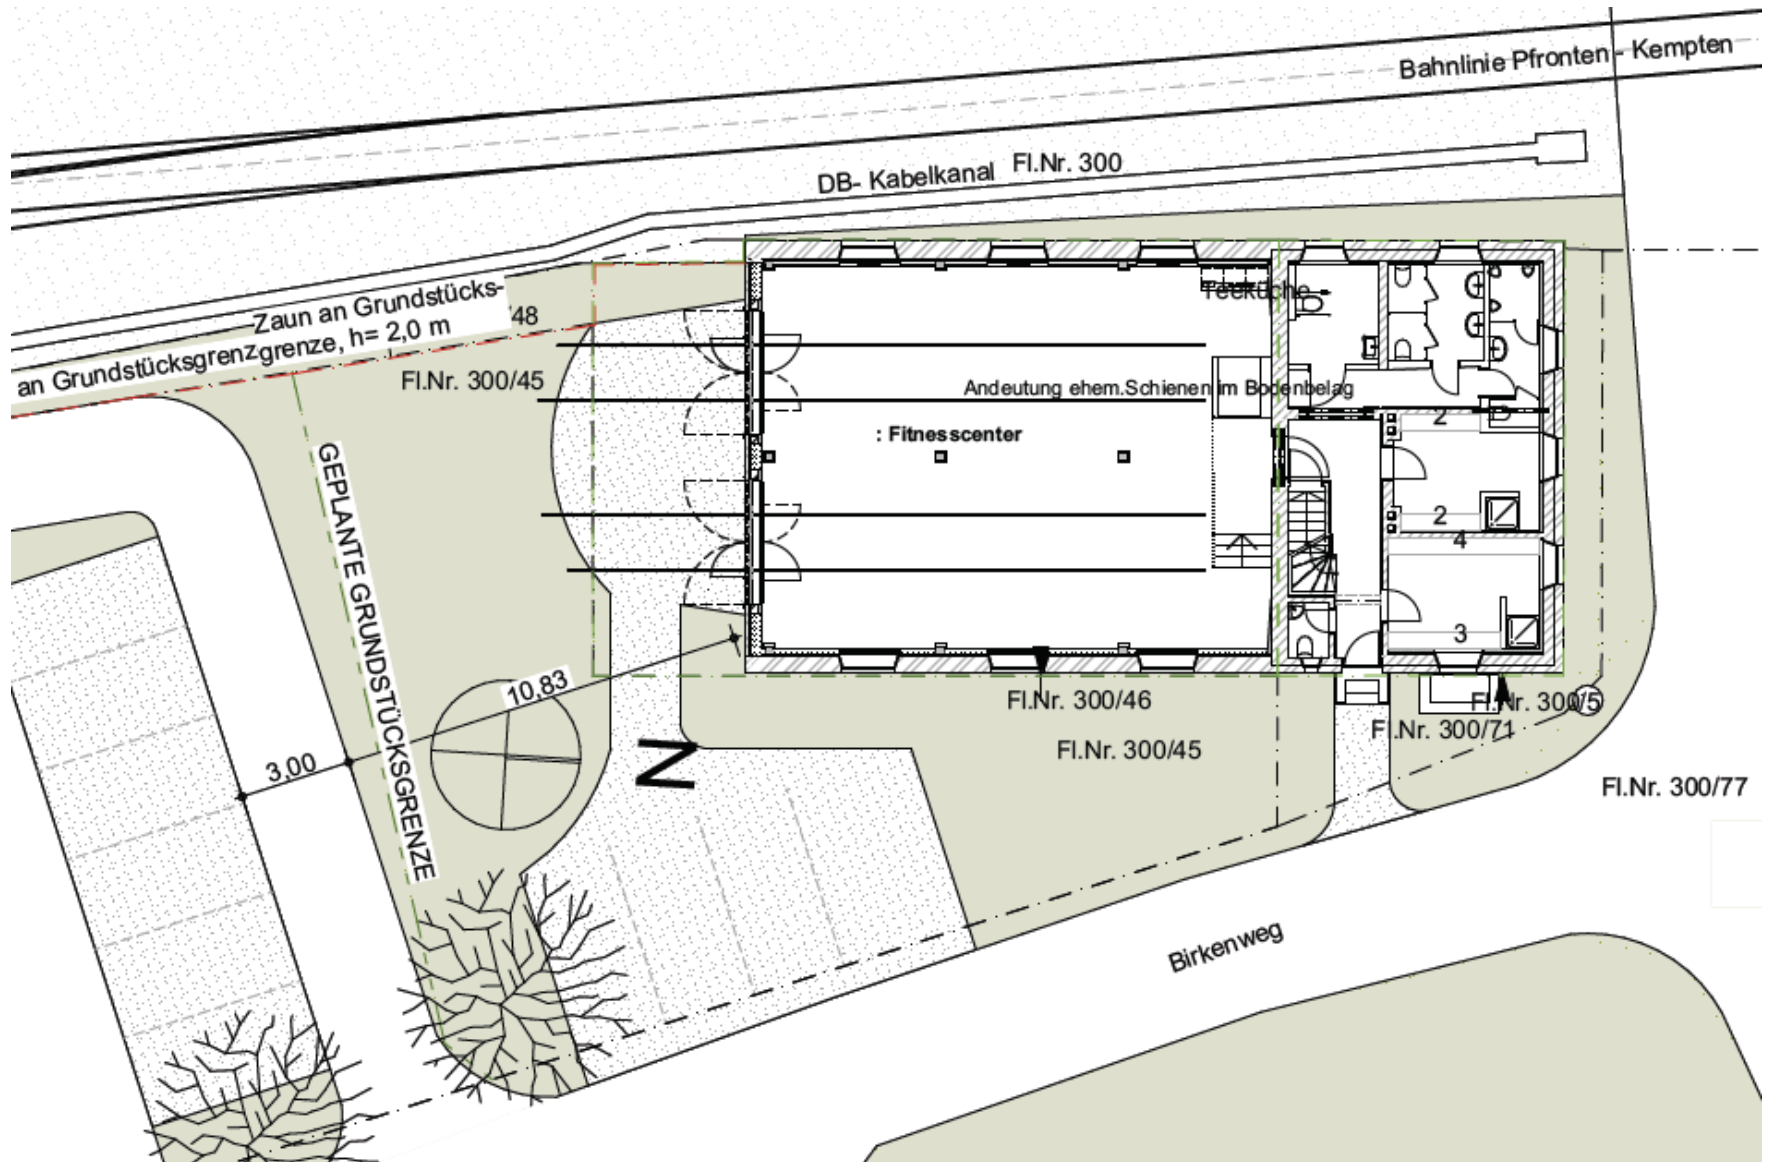 Bahnlinie Pfronten - Kempten
DB- Kabelkanal Fl.Nr. 300
Zaun an Grundstücks-
an Grundstücksgrenzgrenze, h= 2,0 m
48
Fl.Nr. 300/45
Teeküche
Andeutung ehem.Schienen im Bodenbelag
: Fitnesscenter
2
2
4
3
GEPLANTE GRUNDSTÜCKSGRENZE
10,83
3,00
N
Fl.Nr. 300/46
Fl.Nr. 300/5
Fl.Nr. 300/71
Fl.Nr. 300/45
Fl.Nr. 300/77
Birkenweg